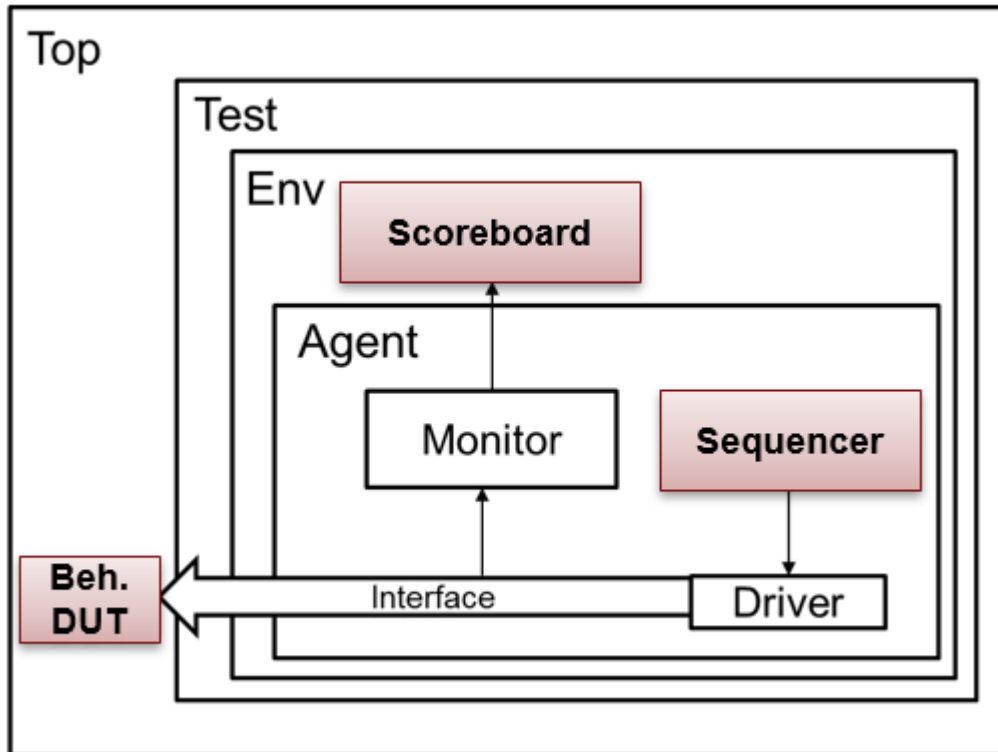 Top
Test
Env
Scoreboard
Agent
Monitor
Sequencer
Beh.
DUT
Interface
Driver